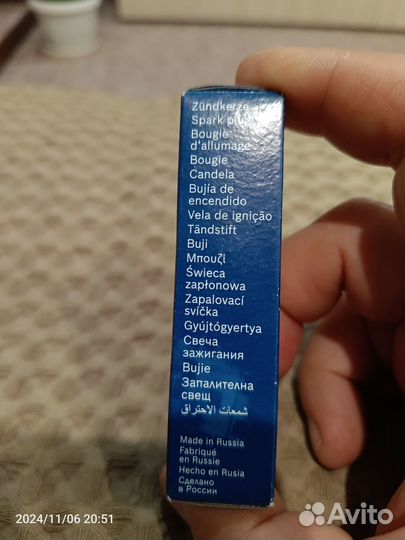 Zündkerze
Spark plug
Bougie
d'allumage
Bougie
Candela
Bujía de
encendido
Vela de ignição
Tändstift
Buji
Μπουζί
Świeca
zapłonowa
Zapalovací
svíčka
Gyújtógyertya
Свеча
зажигания
Bujie
Запалителна
свещ
شمعات الاحتراق
Made in Russia
Fabriqué
en Russie
Hecho en Rusia
Сделано
в России
2024/11/06 20:51
Avito